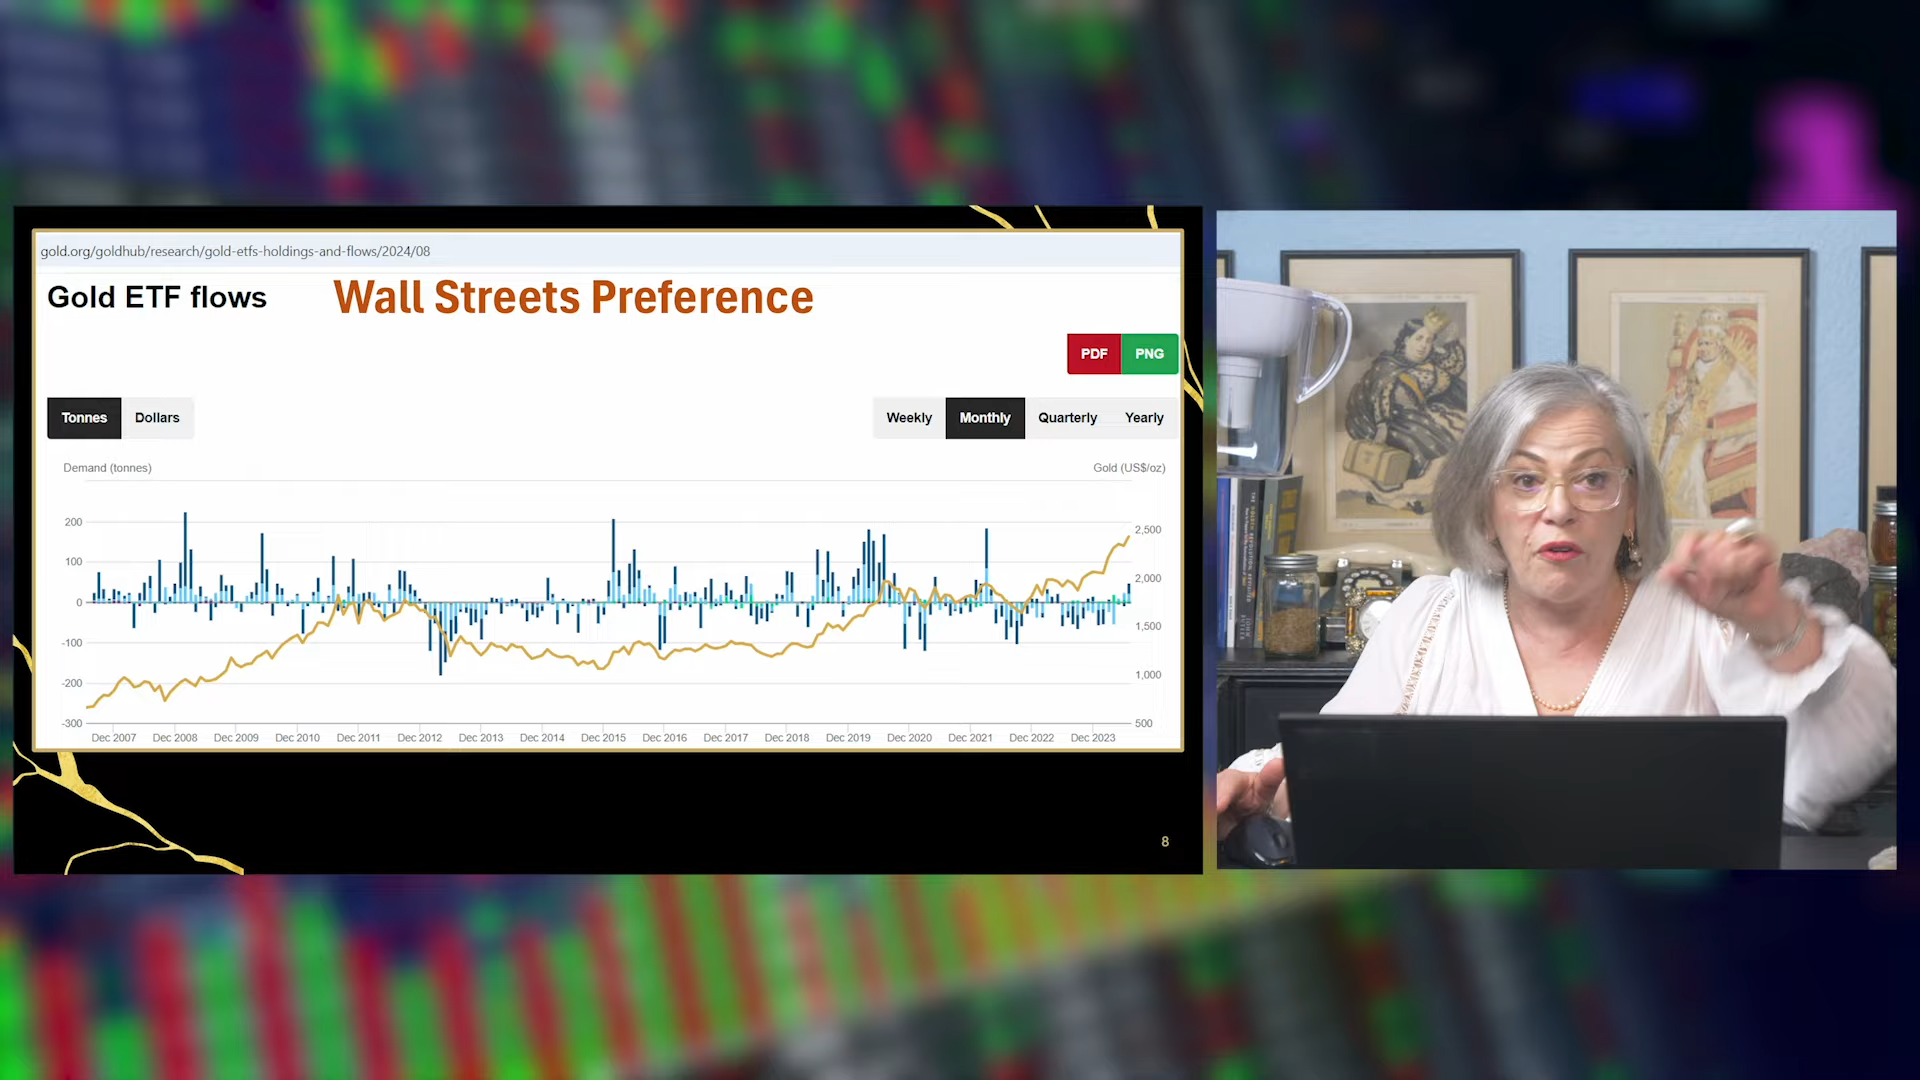 gold.org/goldhub/research/gold-etfs-holdings-and-flows/2024/08
Gold ETF flows
Wall Streets Preference
PDF PNG
Tonnes Dollars
Weekly Monthly Quarterly Yearly
Demand (tonnes)
Gold (US$/oz)
200
100
0
-100
-200
-300
2,500
2,000
1,500
1,000
500
Dec 2007 Dec 2008 Dec 2009 Dec 2010 Dec 2011 Dec 2012 Dec 2013 Dec 2014 Dec 2015 Dec 2016 Dec 2017 Dec 2018 Dec 2019 Dec 2020 Dec 2021 Dec 2022 Dec 2023
8